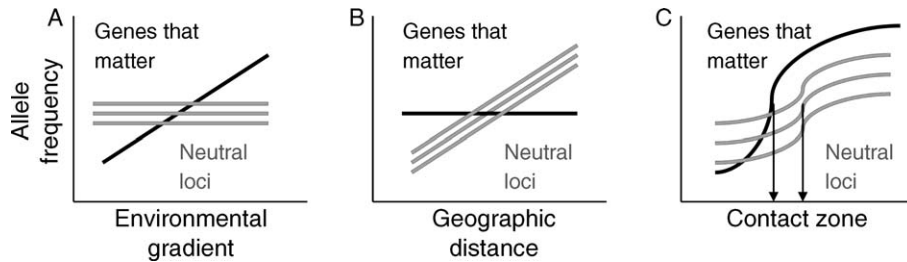 A
Genes that
matter
Allele
frequency
Neutral
loci
Environmental
gradient
B
Genes that
matter
Neutral
loci
Geographic
distance
C
Genes that
matter
Neutral
loci
Contact zone